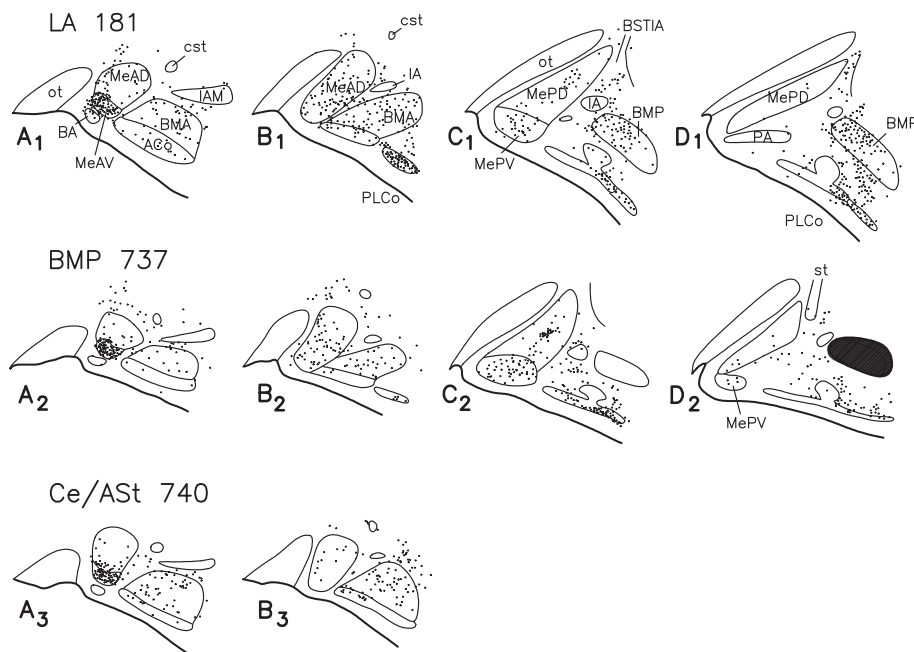 LA 181
cst
MeAD
ot
IAM
BA
BMA
ACo
MeAV
A1
cst
MeAD
IA
BMA
PLCo
B1
BSTIA
ot
MePD
IA
BMP
MePV
C1
MePD
PA
BMP
PLCo
D1
BMP 737
A2
B2
C2
st
MePV
D2
Ce/ASt 740
A3
B3